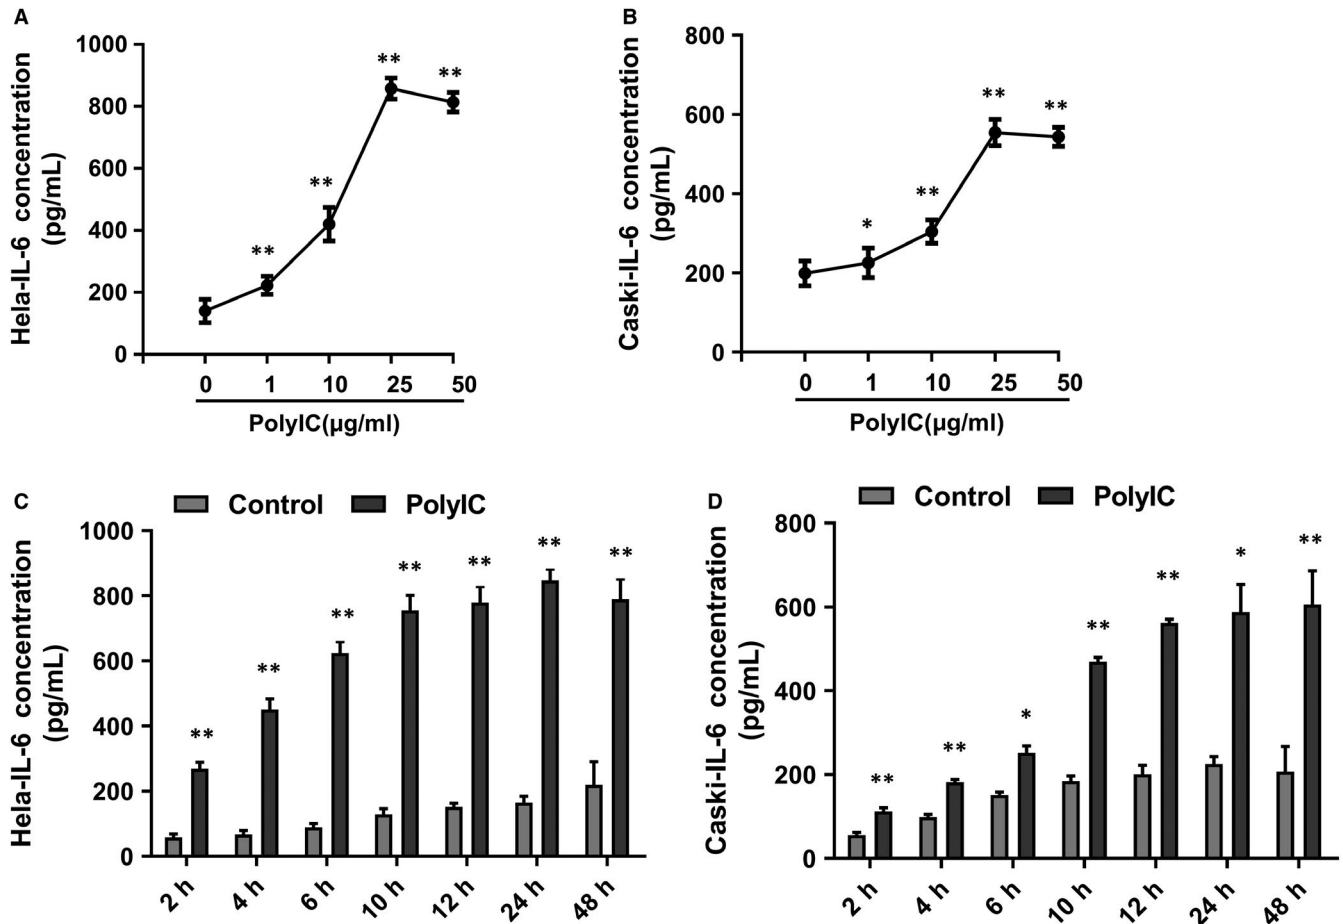 A
Hela-IL-6 concentration
(pg/mL)
1000
800
600
400
200
0
**
**
**
**
0 1 10 25 50
PolyIC(μg/ml)
B
Caski-IL-6 concentration
(pg/mL)
800
600
400
200
0
*
**
**
**
0 1 10 25 50
PolyIC(μg/ml)
C
Control PolyIC
Hela-IL-6 concentration
(pg/mL)
1000
800
600
400
200
0
**
**
**
**
**
**
**
2 h 4 h 6 h 10 h 12 h 24 h 48 h
D
Control PolyIC
Caski-IL-6 concentration
(pg/mL)
800
600
400
200
0
**
**
*
**
**
*
**
2 h 4 h 6 h 10 h 12 h 24 h 48 h